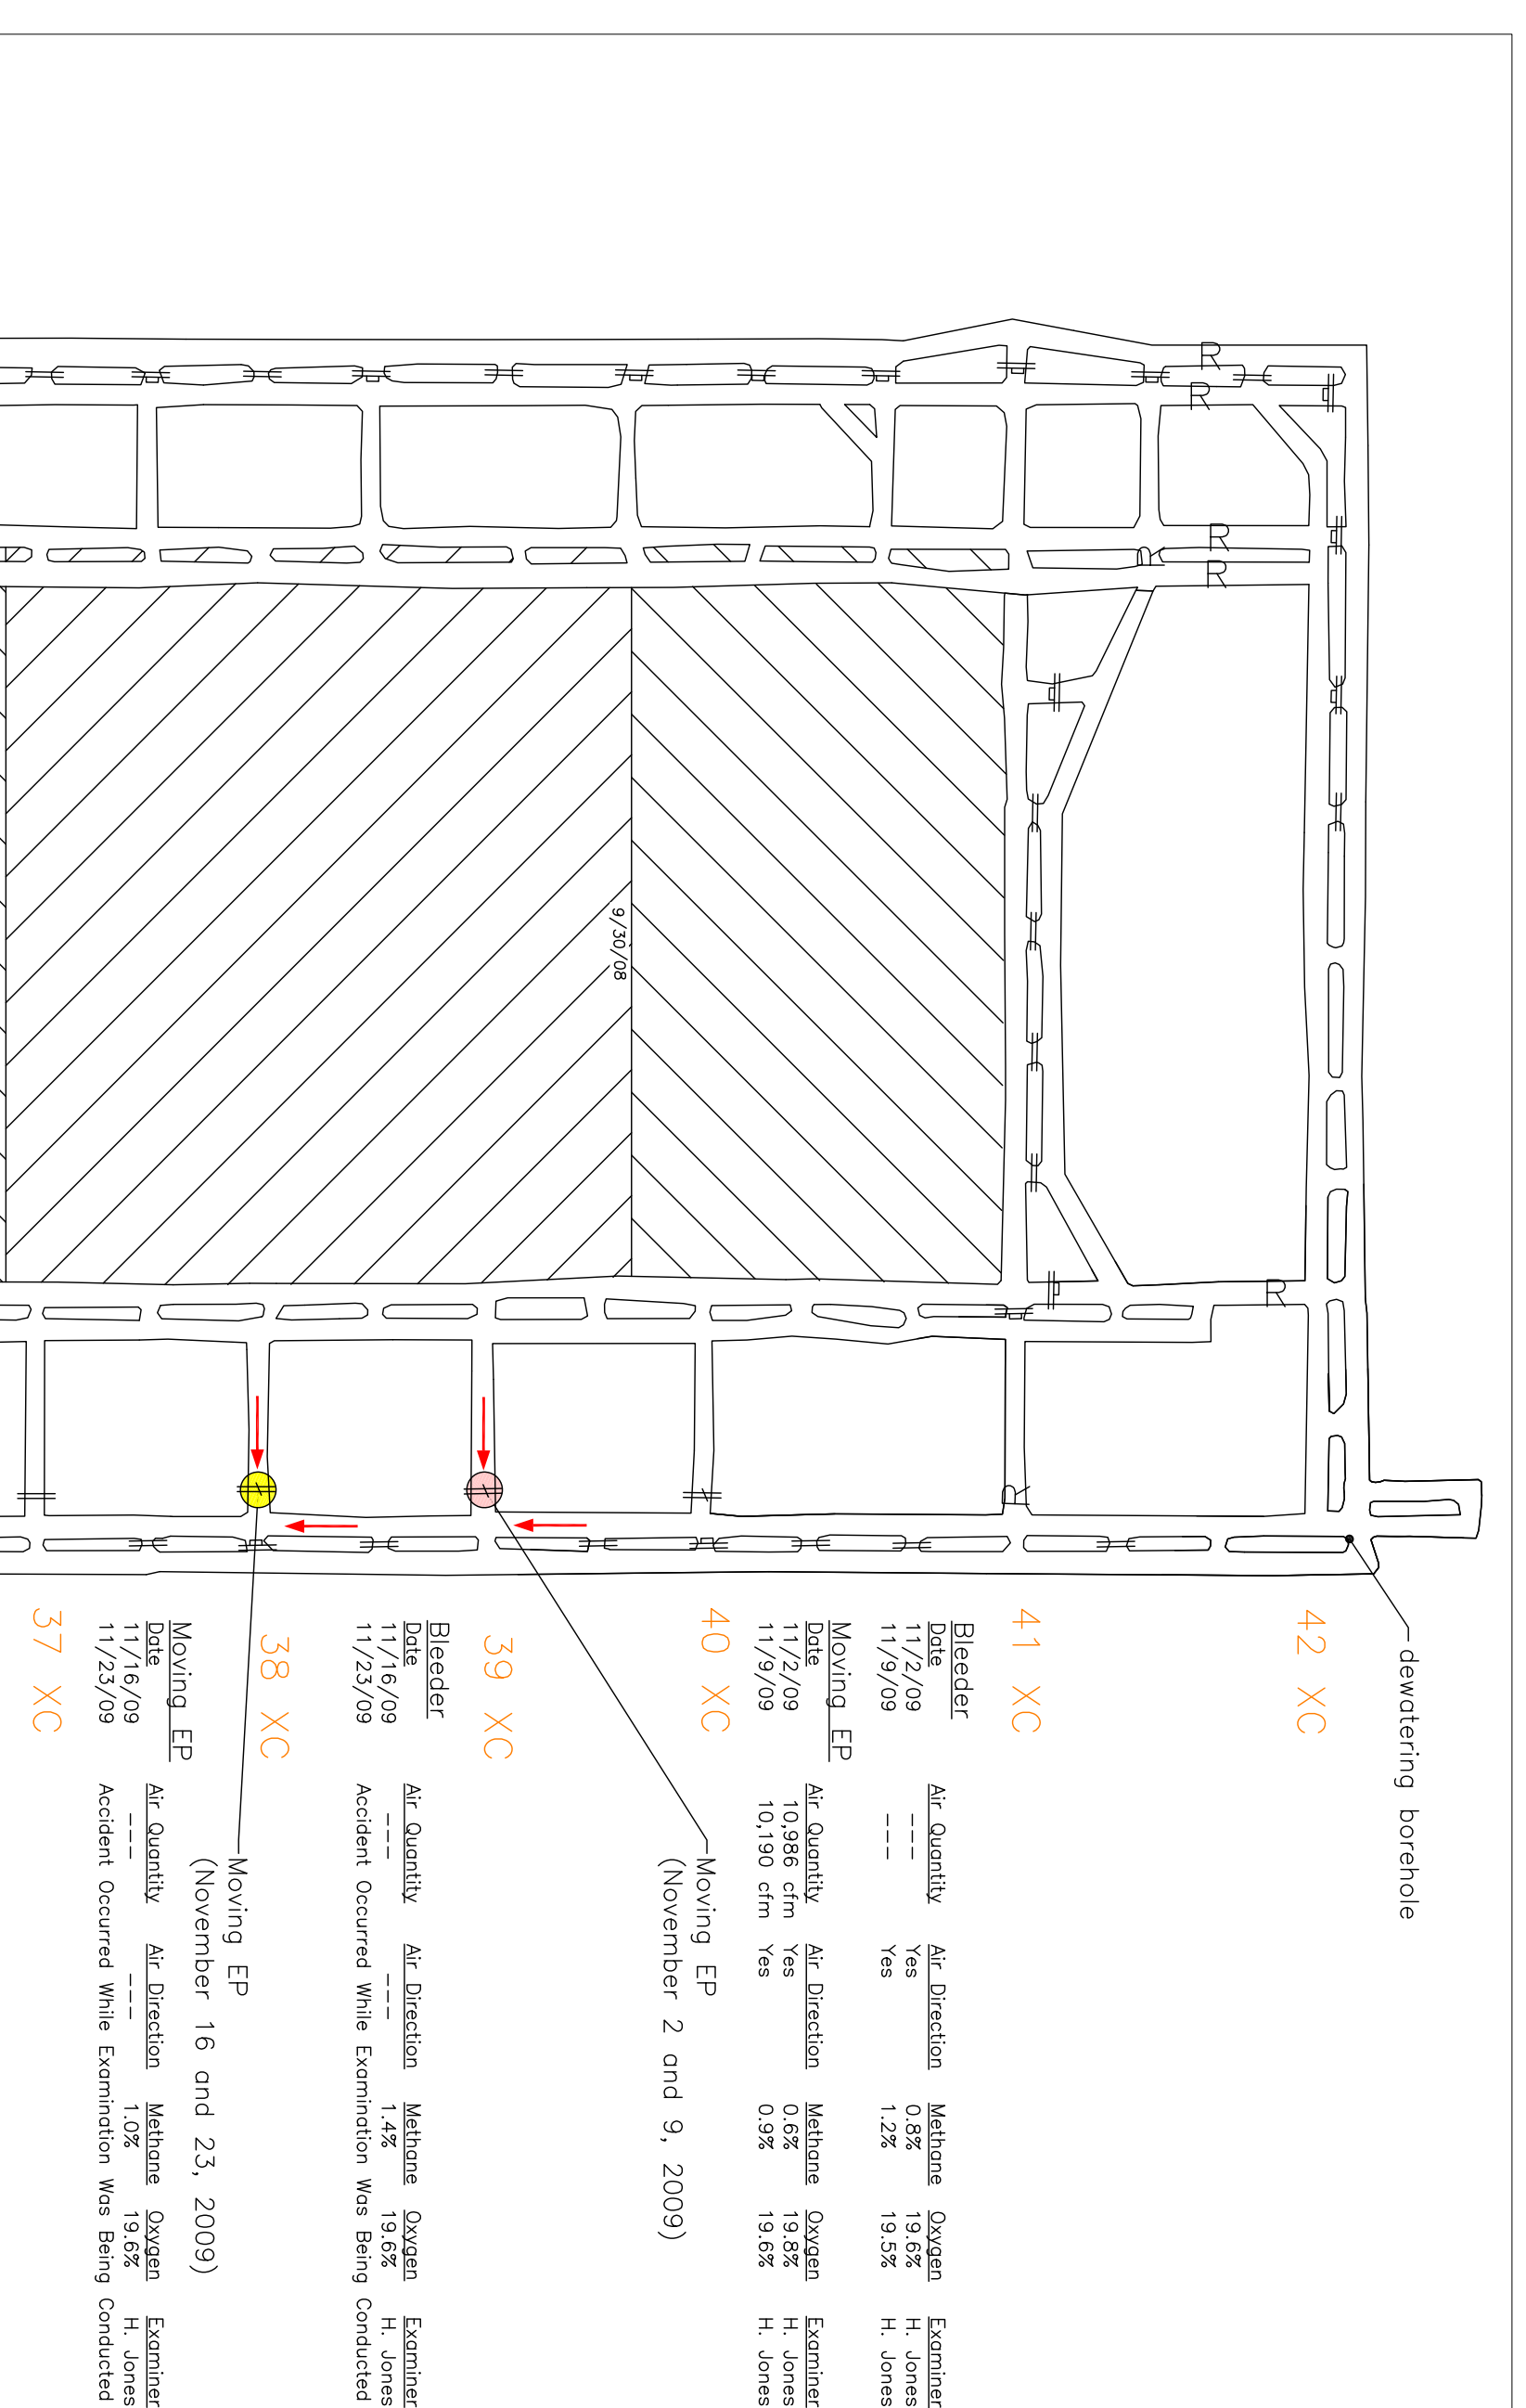 dewatering borehole
42 XC
41 XC
Bleeder
Date Air Quantity Air Direction Methane Oxygen Examiner
11/2/09 --- Yes 0.8% 19.6% H. Jones
11/9/09 --- Yes 1.2% 19.5% H. Jones
Moving EP
Date Air Quantity Air Direction Methane Oxygen Examiner
11/2/09 10,986 cfm Yes 0.6% 19.8% H. Jones
11/9/09 10,190 cfm Yes 0.9% 19.6% H. Jones
40 XC
Moving EP
(November 2 and 9, 2009)
39 XC
Bleeder
Date Air Quantity Air Direction Methane Oxygen Examiner
11/16/09 --- --- 1.4% 19.6% H. Jones
11/23/09 Accident Occurred While Examination Was Being Conducted
38 XC
Moving EP
(November 16 and 23, 2009)
Moving EP
Date Air Quantity Air Direction Methane Oxygen Examiner
11/16/09 --- --- 1.0% 19.6% H. Jones
11/23/09 Accident Occurred While Examination Was Being Conducted
37 XC
9/30/08
R
R
R
R
R
R
R